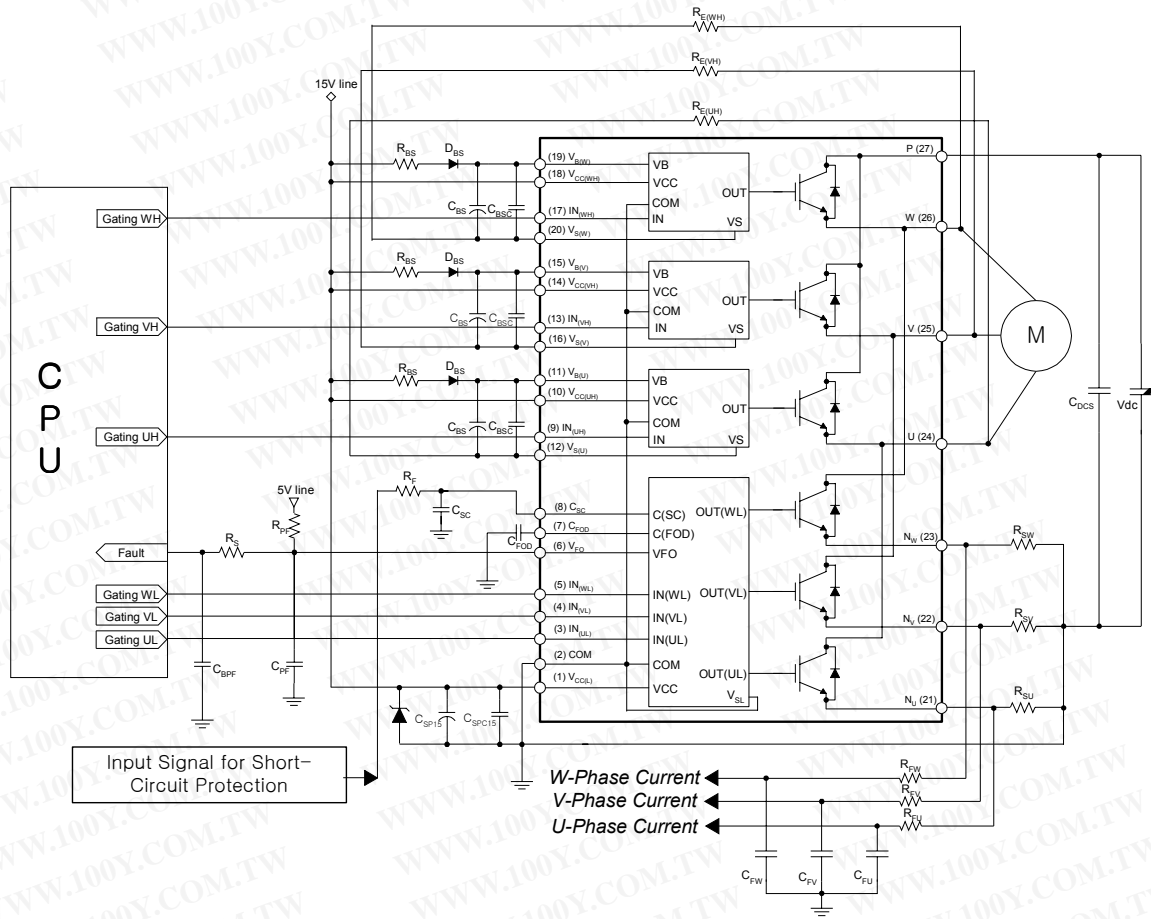 R_E(WH)
R_E(VH)
R_E(UH)
15V line
R_BS
D_BS
C_BS
C_BSC
(19) V_B(W)
(18) V_CC(WH)
(17) IN_(WH)
(20) V_S(W)
VB
VCC
COM
IN
OUT
VS
P (27)
W (26)
Gating WH
R_BS
D_BS
C_BS
C_BSC
(15) V_B(V)
(14) V_CC(VH)
(13) IN_(VH)
(16) V_S(V)
VB
VCC
COM
IN
OUT
VS
V (25)
M
Gating VH
CPU
R_BS
D_BS
C_BS
C_BSC
(11) V_B(U)
(10) V_CC(UH)
(9) IN_(UH)
(12) V_S(U)
VB
VCC
COM
IN
OUT
VS
U (24)
C_DCS
Vdc
Gating UH
R_F
C_SC
5V line
R_PF
R_S
C_FOD
Fault
Gating WL
Gating VL
Gating UL
C_BPF
C_PF
(8) C_SC
(7) C_FOD
(6) V_FO
(5) IN_(WL)
(4) IN_(VL)
(3) IN_(UL)
(2) COM
(1) V_CC(L)
C(SC)
C(FOD)
VFO
IN(WL)
IN(VL)
IN(UL)
COM
VCC
OUT(WL)
OUT(VL)
OUT(UL)
V_SL
N_W (23)
N_V (22)
N_U (21)
R_SW
R_SV
R_SU
C_SP15
C_SPC15
Input Signal for Short-
Circuit Protection
W-Phase Current
V-Phase Current
U-Phase Current
R_FW
R_FV
R_FU
C_FW
C_FV
C_FU
WWW.100Y.COM.TW